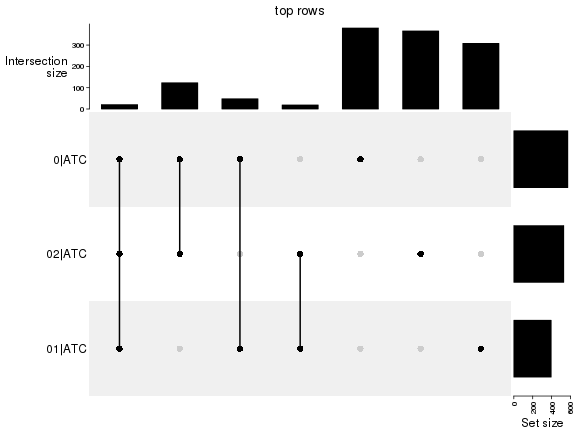 top rows
Intersection
size
300
200
100
0
0|ATC
02|ATC
01|ATC
0 200 400 600
Set size